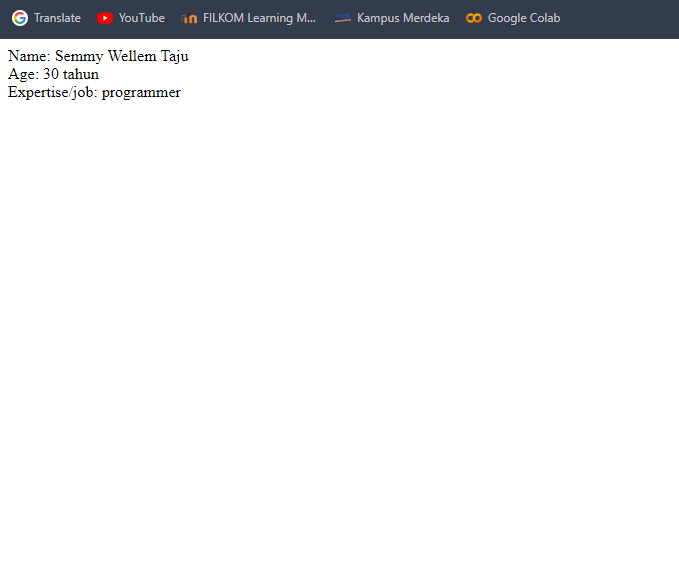 Translate YouTube FILKOM Learning M... Kampus Merdeka Google Colab
Name: Semmy Wellem Taju
Age: 30 tahun
Expertise/job: programmer